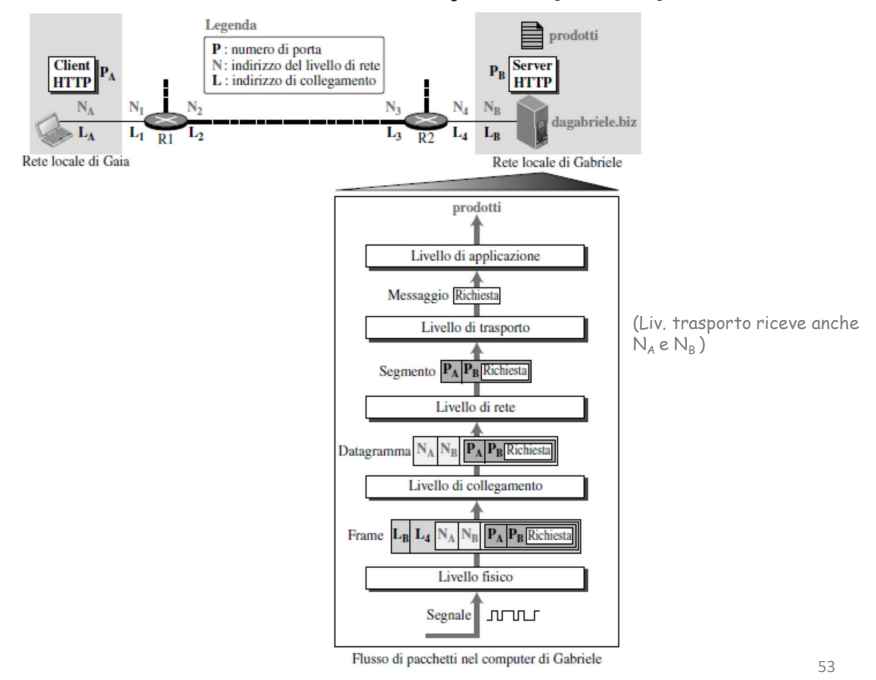 Legenda
P : numero di porta
N : indirizzo del livello di rete
L : indirizzo di collegamento
prodotti
Client HTTP
P_A
P_B
Server HTTP
N_A
N_1
N_2
N_3
N_4
N_B
dagabriele.biz
L_A
L_1
R1
L_2
L_3
R2
L_4
L_B
Rete locale di Gaia
Rete locale di Gabriele
prodotti
Livello di applicazione
Messaggio Richiesta
Livello di trasporto
(Liv. trasporto riceve anche
N_A e N_B )
Segmento P_A P_B Richiesta
Livello di rete
Datagramma N_A N_B P_A P_B Richiesta
Livello di collegamento
Frame L_B L_4 N_A N_B P_A P_B Richiesta
Livello fisico
Segnale
Flusso di pacchetti nel computer di Gabriele
53